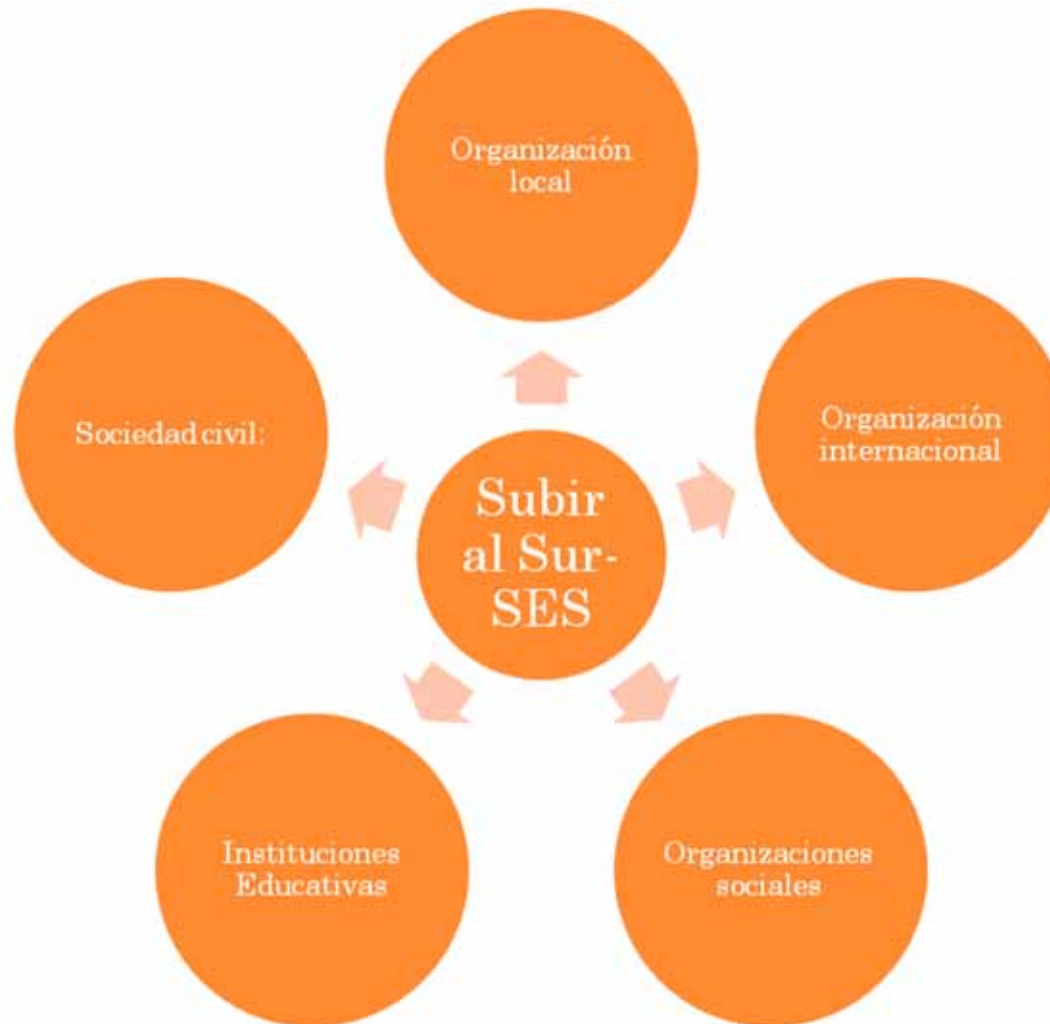 Organización
local
Organización
internacional
Sociedad civil:
Subir
al Sur-
SES
Instituciones
Educativas
Organizaciones
sociales